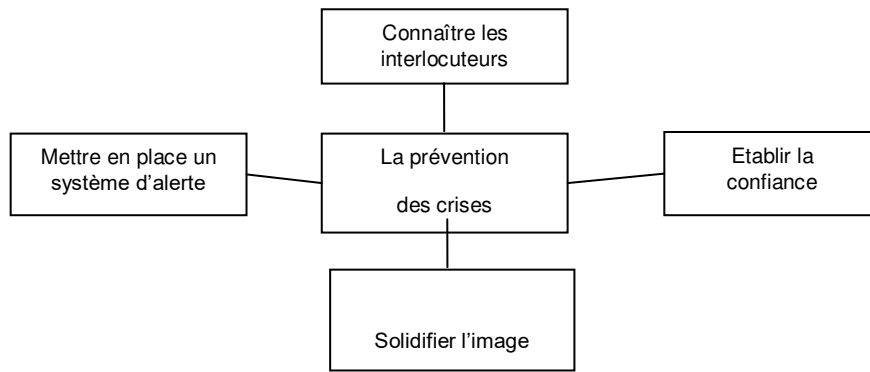 Connaître les
interlocuteurs
Mettre en place un
système d'alerte
La prévention
des crises
Etablir la
confiance
Solidifier l'image